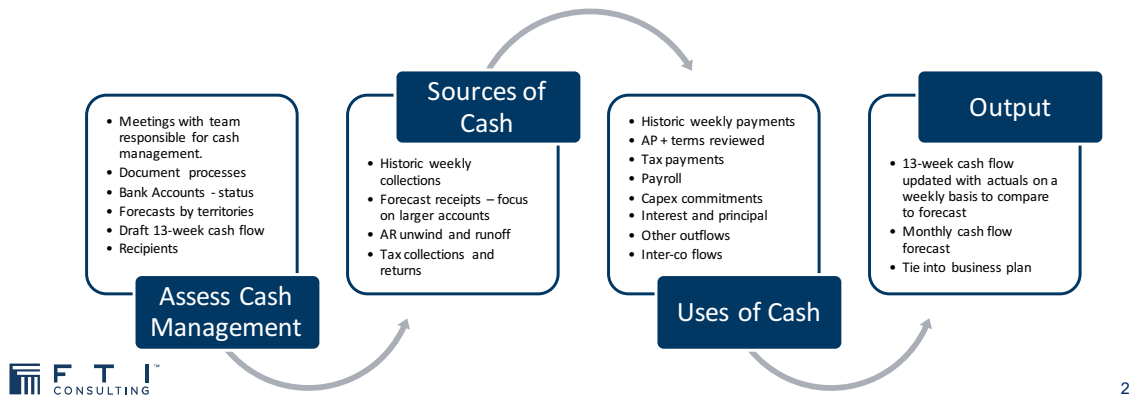 • Meetings with team
responsible for cash
management.
• Document processes
• Bank Accounts - status
• Forecasts by territories
• Draft 13-week cash flow
• Recipients
Assess Cash
Management
Sources of
Cash
• Historic weekly
collections
• Forecast receipts – focus
on larger accounts
• AR unwind and runoff
• Tax collections and
returns
• Historic weekly payments
• AP + terms reviewed
• Tax payments
• Payroll
• Capex commitments
• Interest and principal
• Other outflows
• Inter-co flows
Uses of Cash
Output
• 13-week cash flow
updated with actuals on a
weekly basis to compare
to forecast
• Monthly cash flow
forecast
• Tie into business plan
F T I™
CONSULTING
2